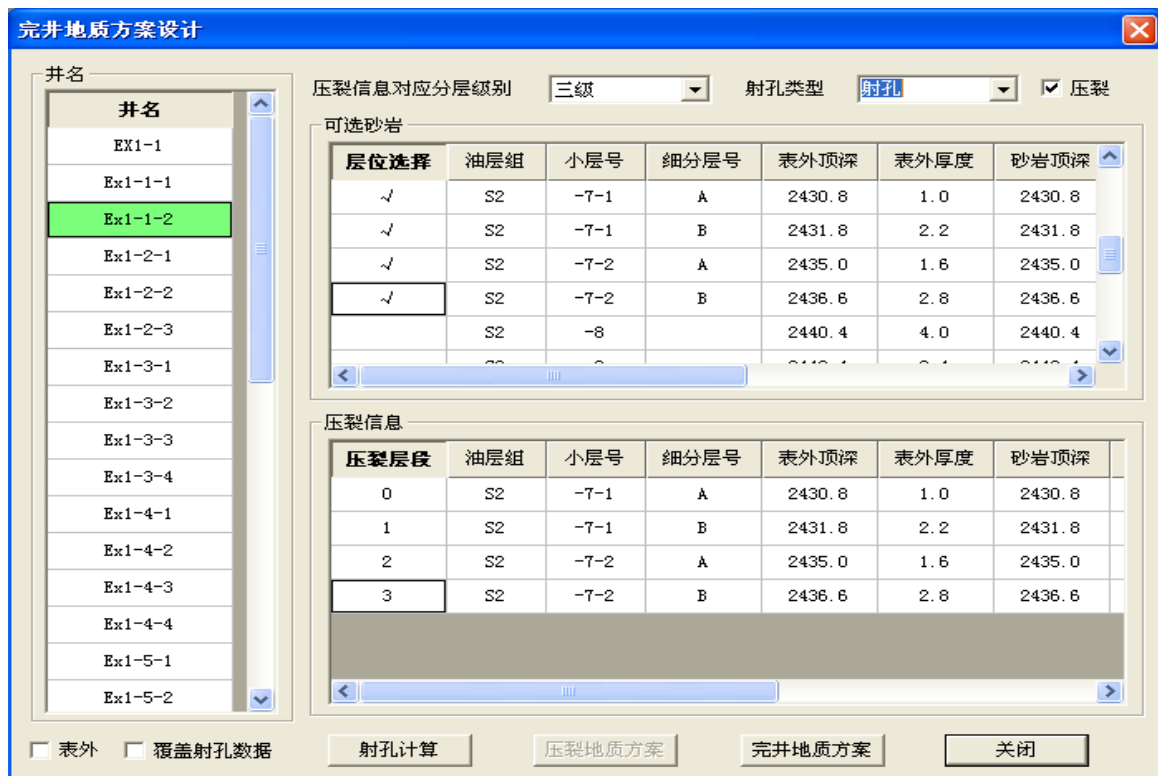 完井地质方案设计
井名
井名
EX1-1
Ex1-1-1
Ex1-1-2
Ex1-2-1
Ex1-2-2
Ex1-2-3
Ex1-3-1
Ex1-3-2
Ex1-3-3
Ex1-3-4
Ex1-4-1
Ex1-4-2
Ex1-4-3
Ex1-4-4
Ex1-5-1
Ex1-5-2
压裂信息对应分层级别 三级 射孔类型 射孔 压裂
可选砂岩
层位选择 油层组 小层号 细分层号 表外顶深 表外厚度 砂岩顶深
√ S2 -7-1 A 2430.8 1.0 2430.8
√ S2 -7-1 B 2431.8 2.2 2431.8
√ S2 -7-2 A 2435.0 1.6 2435.0
√ S2 -7-2 B 2436.6 2.8 2436.6
S2 -8 2440.4 4.0 2440.4
压裂信息
压裂层段 油层组 小层号 细分层号 表外顶深 表外厚度 砂岩顶深
0 S2 -7-1 A 2430.8 1.0 2430.8
1 S2 -7-1 B 2431.8 2.2 2431.8
2 S2 -7-2 A 2435.0 1.6 2435.0
3 S2 -7-2 B 2436.6 2.8 2436.6
表外 覆盖射孔数据 射孔计算 压裂地质方案 完井地质方案 关闭